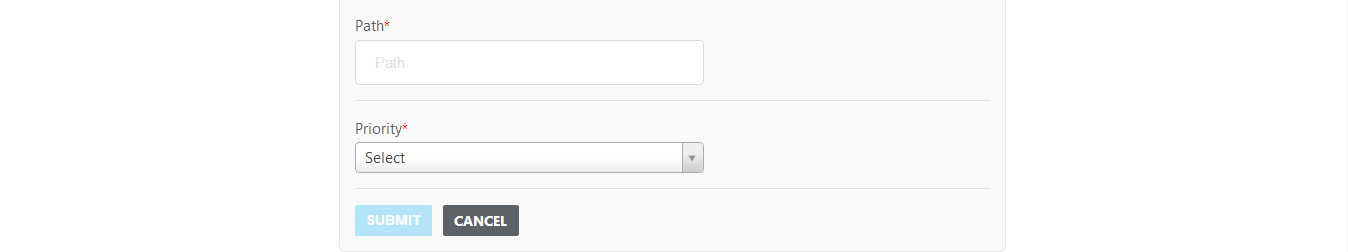 Path*
Path
Priority*
Select
SUBMIT CANCEL